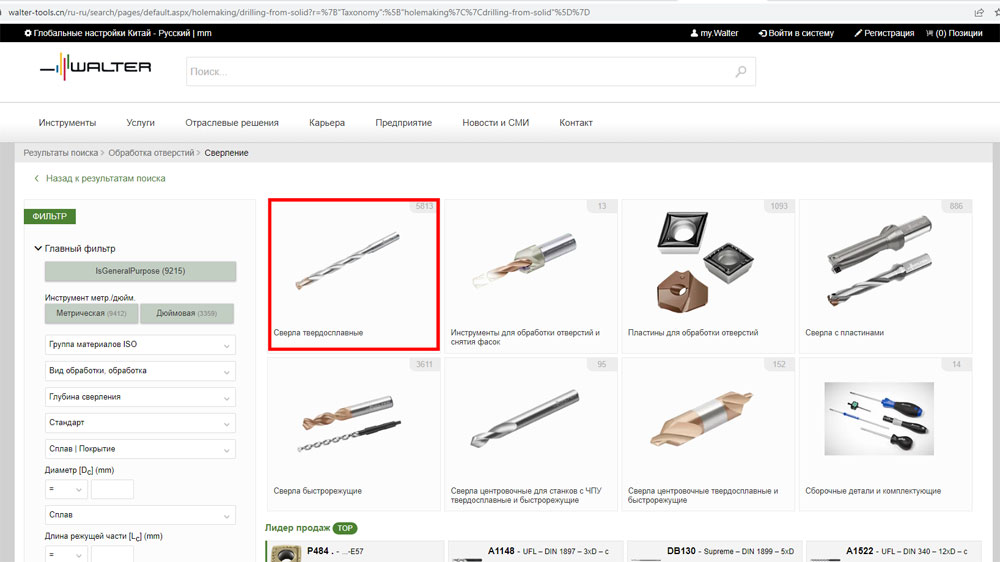 walter-tools.cn/ru-ru/search/pages/default.aspx/holemaking/drilling-from-solid?r=%7B"Taxonomy":%5B"holemaking%7C%7Cdrilling-from-solid"%5D%7D
Глобальные настройки Китай - Русский | mm
my.Walter
Войти в систему
Регистрация
(0) Позиции
WALTER
Поиск...
Инструменты
Услуги
Отраслевые решения
Карьера
Предприятие
Новости и СМИ
Контакт
Результаты поиска > Обработка отверстий > Сверление
Назад к результатам поиска
ФИЛЬТР
Главный фильтр
IsGeneralPurpose (9215)
Инструмент метр./дюйм.
Метрическая (9412)
Дюймовая (3359)
Группа материалов ISO
Вид обработки, обработка
Глубина сверления
Стандарт
Сплав | Покрытие
Диаметр [Dc] (mm)
=
Сплав
Длина режущей части [Lc] (mm)
=
5813
Сверла твердосплавные
13
Инструменты для обработки отверстий и
снятия фасок
1093
Пластины для обработки отверстий
886
Сверла с пластинами
3611
Сверла быстрорежущие
95
Сверла центровочные для станков с ЧПУ
твердосплавные и быстрорежущие
152
Сверла центровочные твердосплавные и
быстрорежущие
14
Сборочные детали и комплектующие
Лидер продаж TOP
P484 . - ...-E57
A1148 - UFL – DIN 1897 – 3xD – c
DB130 - Supreme – DIN 1899 – 5xD
A1522 - UFL – DIN 340 – 12xD – c